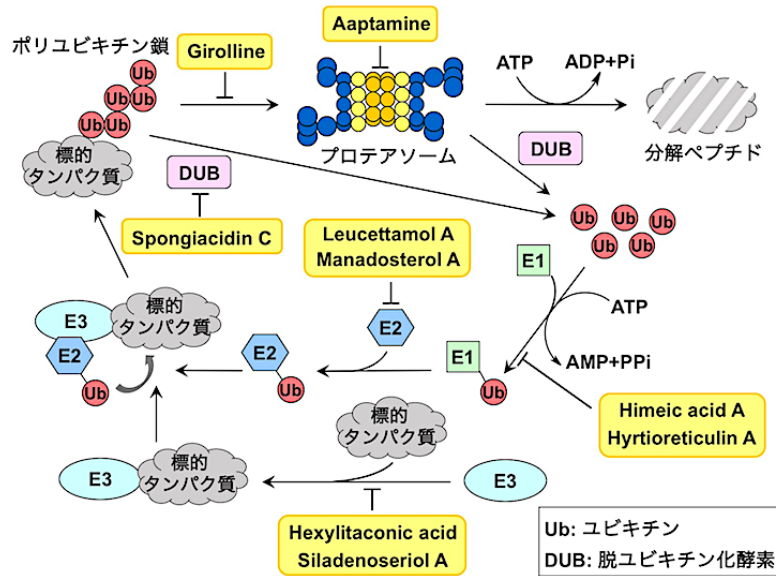 ポリユビキチン鎖
Girolline
Aaptamine
Ub
Ub
Ub
Ub
Ub
標的
タンパク質
プロテアソーム
ATP
ADP+Pi
分解ペプチド
DUB
DUB
Spongiacidin C
Leucettamol A
Manadosterol A
Ub
Ub
Ub
Ub
Ub
E1
ATP
AMP+PPi
E3
標的
タンパク質
E2
Ub
E2
Ub
E2
E1
Ub
Himeic acid A
Hyrtioreticulin A
標的
タンパク質
E3
標的
タンパク質
E3
Hexylitaconic acid
Siladenoseriol A
Ub: ユビキチン
DUB: 脱ユビキチン化酵素